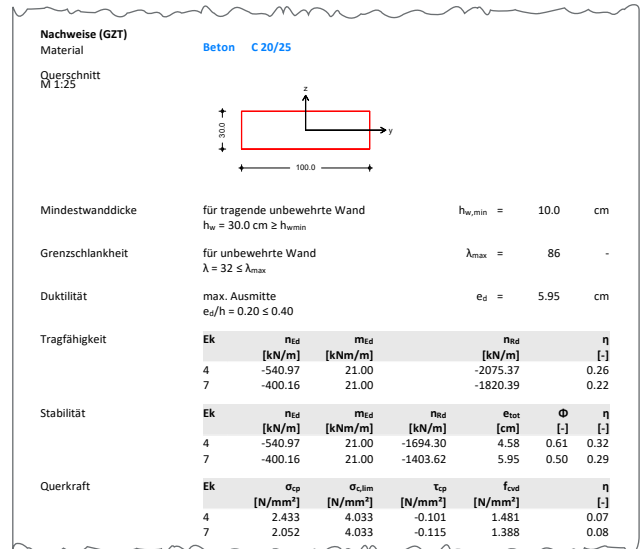 Nachweise (GZT)
Material Beton C 20/25
Querschnitt
M 1:25
z
y
30.0
100.0
Mindestwanddicke für tragende unbewehrte Wand hw,min = 10.0 cm
hw = 30.0 cm ≥ hwmin
Grenzschlankheit für unbewehrte Wand λmax = 86 -
λ = 32 ≤ λmax
Duktilität max. Ausmitte ed = 5.95 cm
ed/h = 0.20 ≤ 0.40
Tragfähigkeit Ek nEd mEd nRd η
[kN/m] [kNm/m] [kN/m] [-]
4 -540.97 21.00 -2075.37 0.26
7 -400.16 21.00 -1820.39 0.22
Stabilität Ek nEd mEd nRd etot Φ η
[kN/m] [kNm/m] [kN/m] [cm] [-] [-]
4 -540.97 21.00 -1694.30 4.58 0.61 0.32
7 -400.16 21.00 -1403.62 5.95 0.50 0.29
Querkraft Ek σcp σc,lim τcp fcvd η
[N/mm²] [N/mm²] [N/mm²] [N/mm²] [-]
4 2.433 4.033 -0.101 1.481 0.07
7 2.052 4.033 -0.115 1.388 0.08